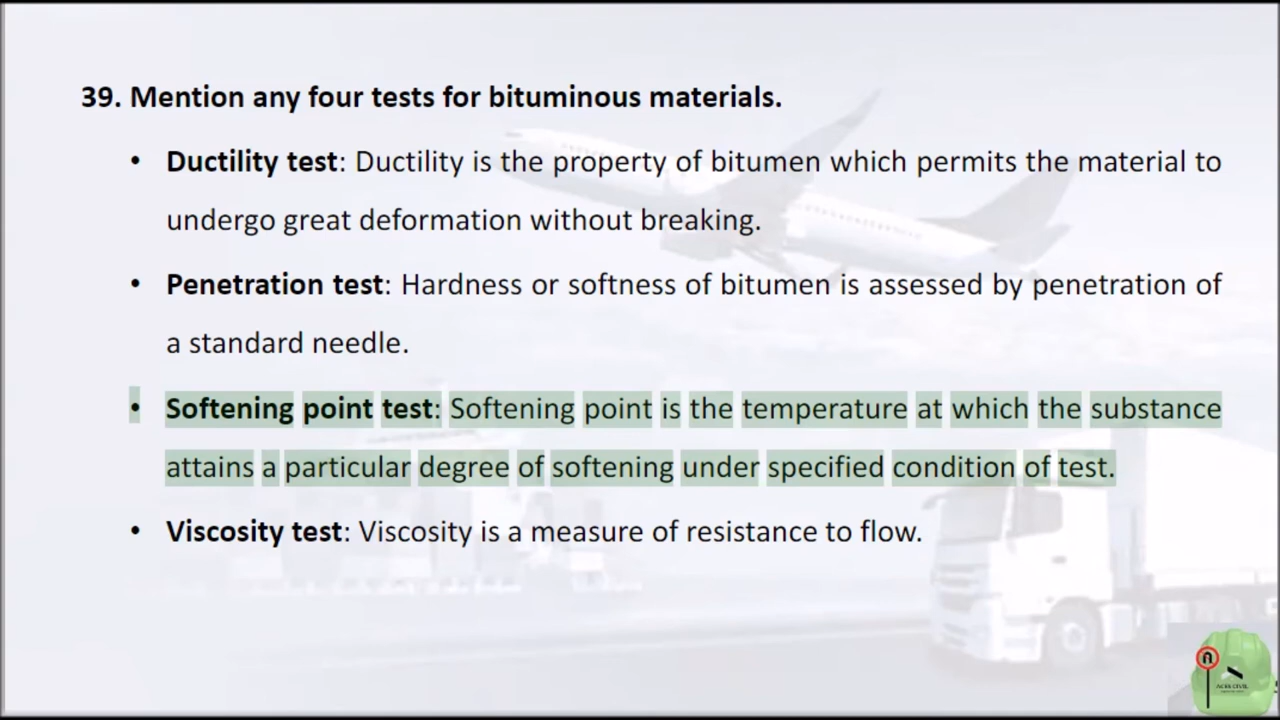 39. Mention any four tests for bituminous materials.
• Ductility test: Ductility is the property of bitumen which permits the material to
undergo great deformation without breaking.
• Penetration test: Hardness or softness of bitumen is assessed by penetration of
a standard needle.
• Softening point test: Softening point is the temperature at which the substance
attains a particular degree of softening under specified condition of test.
• Viscosity test: Viscosity is a measure of resistance to flow.